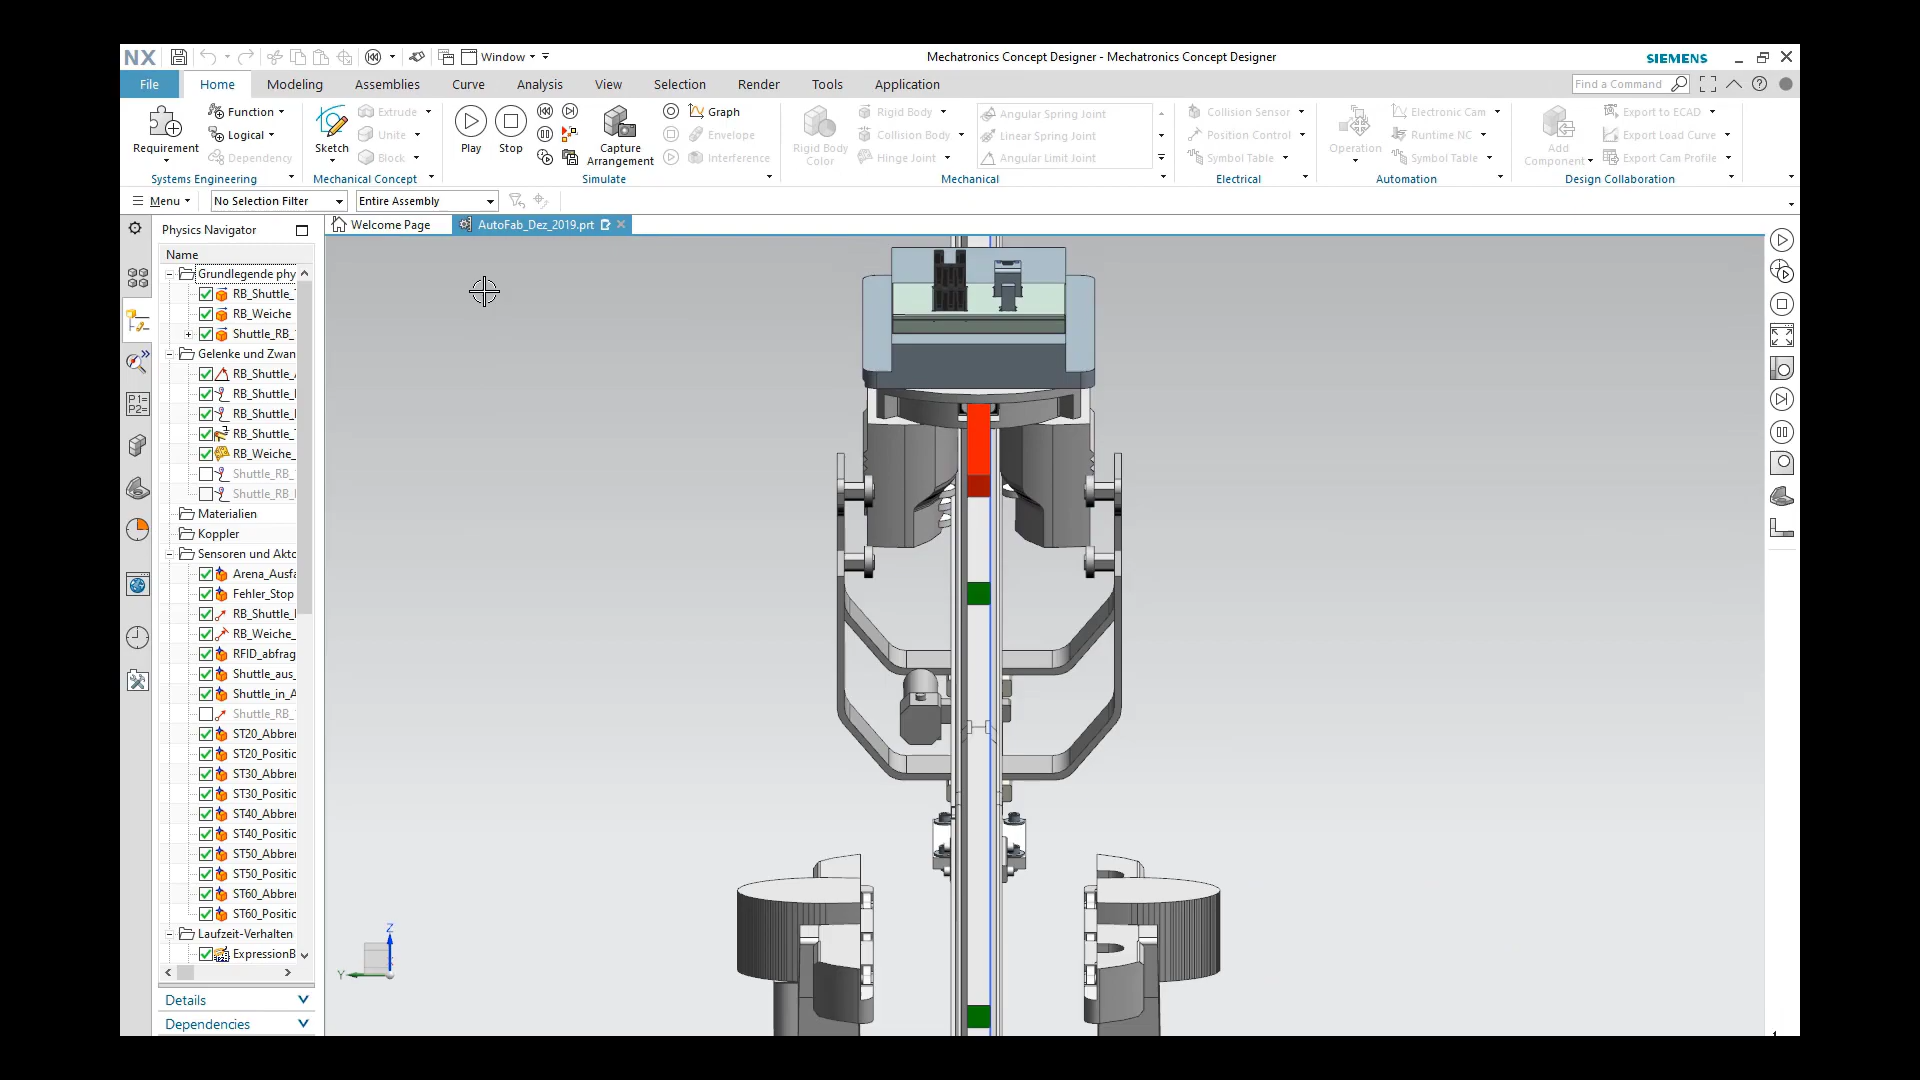 NX Window Mechatronics Concept Designer - Mechatronics Concept Designer SIEMENS
File Home Modeling Assemblies Curve Analysis View Selection Render Tools Application Find a Command
Requirement
Function
Logical
Dependency
Systems Engineering
Sketch
Extrude
Unite
Block
Mechanical Concept
Play
Stop
Capture
Arrangement
Graph
Envelope
Interference
Simulate
Rigid Body
Color
Rigid Body
Collision Body
Hinge Joint
Angular Spring Joint
Linear Spring Joint
Angular Limit Joint
Mechanical
Collision Sensor
Position Control
Symbol Table
Electrical
Operation
Electronic Cam
Runtime NC
Symbol Table
Automation
Add
Component
Export to ECAD
Export Load Curve
Export Cam Profile
Design Collaboration
Menu No Selection Filter Entire Assembly
Physics Navigator
Welcome Page AutoFab_Dez_2019.prt
Name
Grundlegende phy
RB_Shuttle_
RB_Weiche
Shuttle_RB_
Gelenke und Zwan
RB_Shuttle_
RB_Shuttle_
RB_Shuttle_
RB_Shuttle_
RB_Weiche_
Shuttle_RB_
Shuttle_RB_
Materialien
Koppler
Sensoren und Akto
Arena_Ausfa
Fehler_Stop
RB_Shuttle_
RB_Weiche_
RFID_abfrag
Shuttle_aus_
Shuttle_in_A
Shuttle_RB_
ST20_Abbre
ST20_Positic
ST30_Abbre
ST30_Positic
ST40_Abbre
ST40_Positic
ST50_Abbre
ST50_Positic
ST60_Abbre
ST60_Positic
Laufzeit-Verhalten
ExpressionB
Details
Dependencies
P1=
P2=
Z
Y